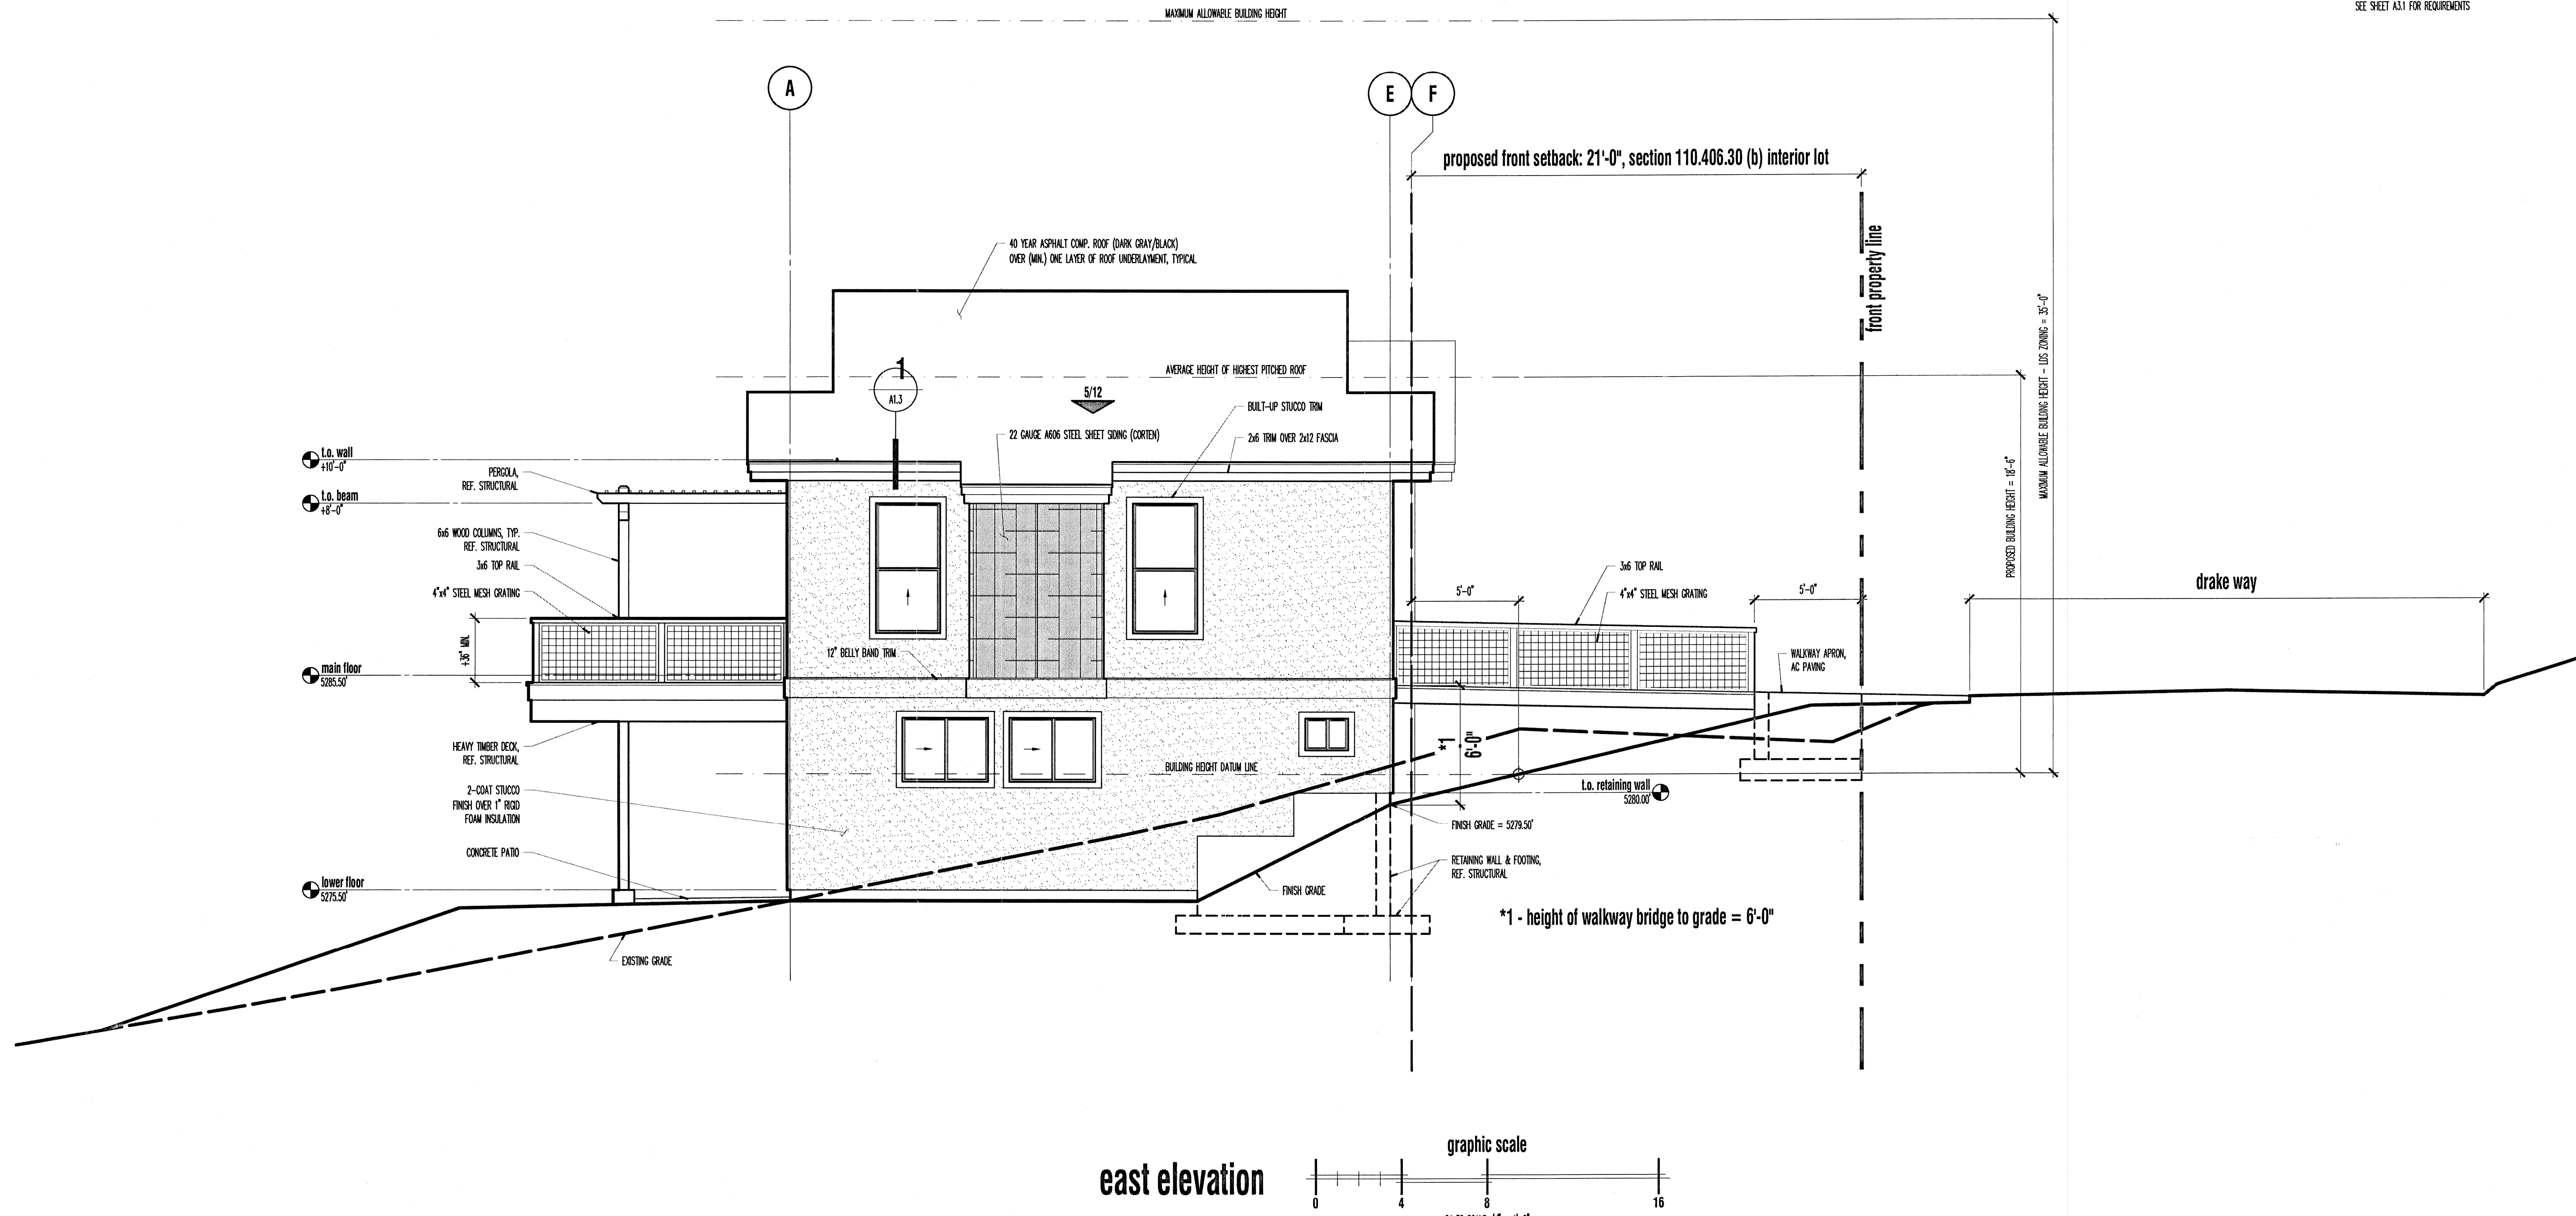 MAXIMUM ALLOWABLE BUILDING HEIGHT
SEE SHEET A3.1 FOR REQUIREMENTS
A
E
F
proposed front setback: 21'-0", section 110.406.30 (b) interior lot
front property line
40 YEAR ASPHALT COMP. ROOF (DARK GRAY/BLACK)
OVER (MIN.) ONE LAYER OF ROOF UNDERLAYMENT, TYPICAL
MAXIMUM ALLOWABLE BUILDING HEIGHT - LDS ZONING = 35'-0"
PROPOSED BUILDING HEIGHT = 18'-6"
AVERAGE HEIGHT OF HIGHEST PITCHED ROOF
1
A1.3
5/12
BUILT-UP STUCCO TRIM
22 GAUGE A606 STEEL SHEET SIDING (CORTEN)
2x6 TRIM OVER 2x12 FASCIA
t.o. wall
+10'-0"
PERGOLA,
REF. STRUCTURAL
t.o. beam
+8'-0"
6x6 WOOD COLUMNS, TYP.
REF. STRUCTURAL
3x6 TOP RAIL
4"x4" STEEL MESH GRATING
+36" MIN.
3x6 TOP RAIL
4"x4" STEEL MESH GRATING
5'-0"
5'-0"
drake way
12" BELLY BAND TRIM
WALKWAY APRON,
AC PAVING
main floor
5285.50'
HEAVY TIMBER DECK,
REF. STRUCTURAL
*1
6'-0"
BUILDING HEIGHT DATUM LINE
2-COAT STUCCO
FINISH OVER 1" RIGID
FOAM INSULATION
t.o. retaining wall
5280.00'
FINISH GRADE = 5279.50'
CONCRETE PATIO
RETAINING WALL & FOOTING,
REF. STRUCTURAL
lower floor
5275.50'
FINISH GRADE
*1 - height of walkway bridge to grade = 6'-0"
EXISTING GRADE
east elevation
graphic scale
0
4
8
16